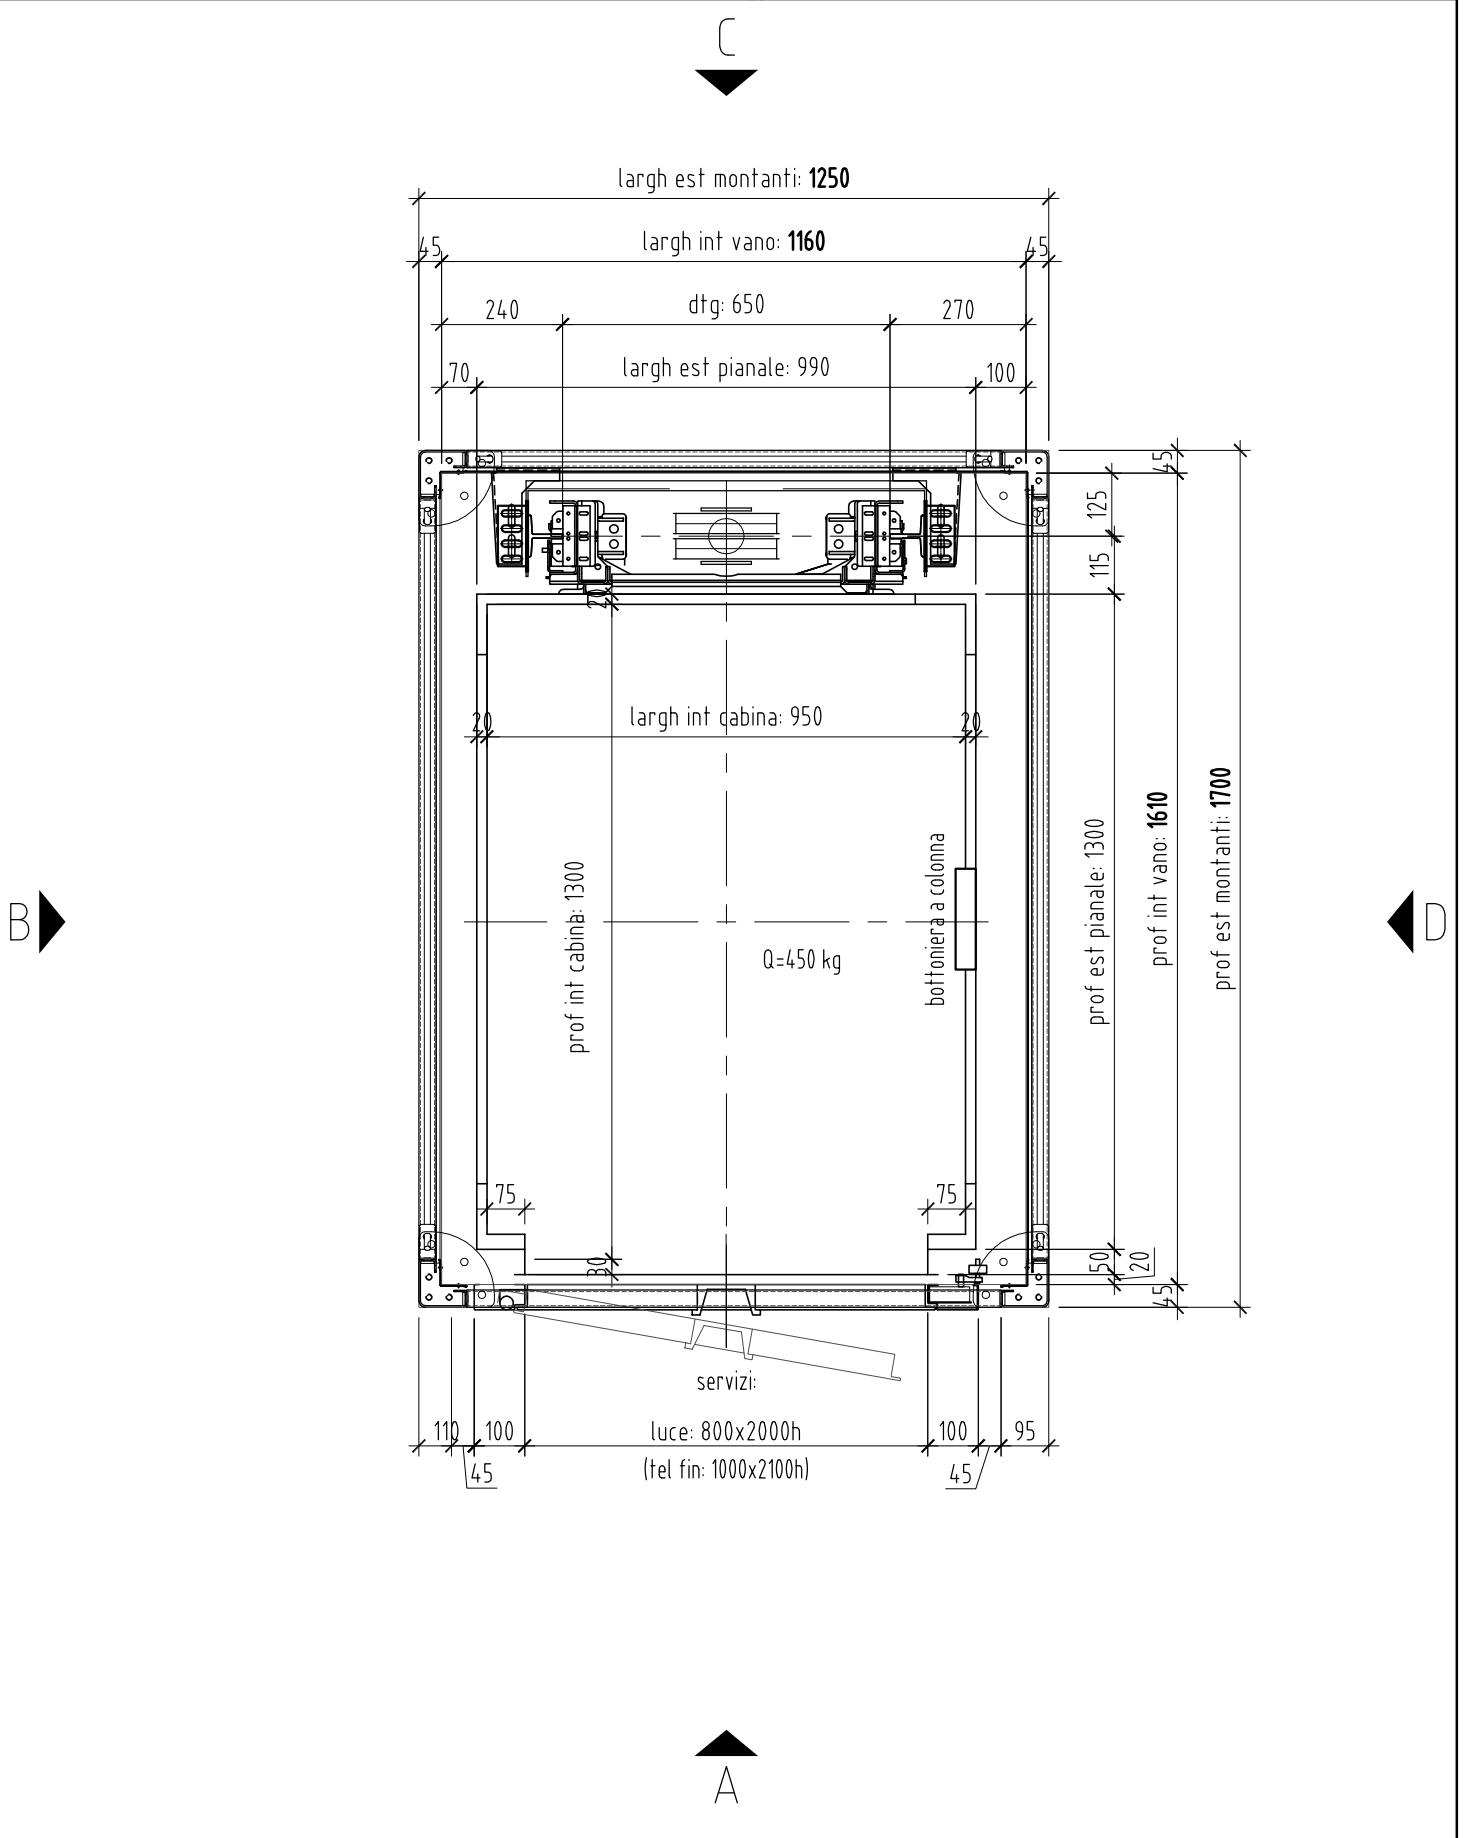 C
largh est montanti: 1250
45 largh int vano: 1160 45
240 dtg: 650 270
70 largh est pianale: 990 100
45
125
115
20
20 largh int cabina: 950 20
prof int cabina: 1300
bottoniera a colonna
prof est pianale: 1300
prof int vano: 1610
prof est montanti: 1700
B
D
Q=450 kg
75 75
30
50
20
45
servizi:
110 100 luce: 800x2000h 100 95
45 (tel fin: 1000x2100h) 45
A